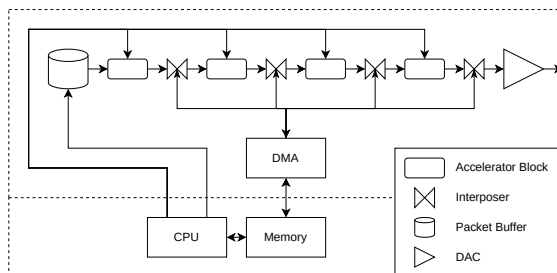 DMA
CPU
Memory
Accelerator Block
Interposer
Packet Buffer
DAC